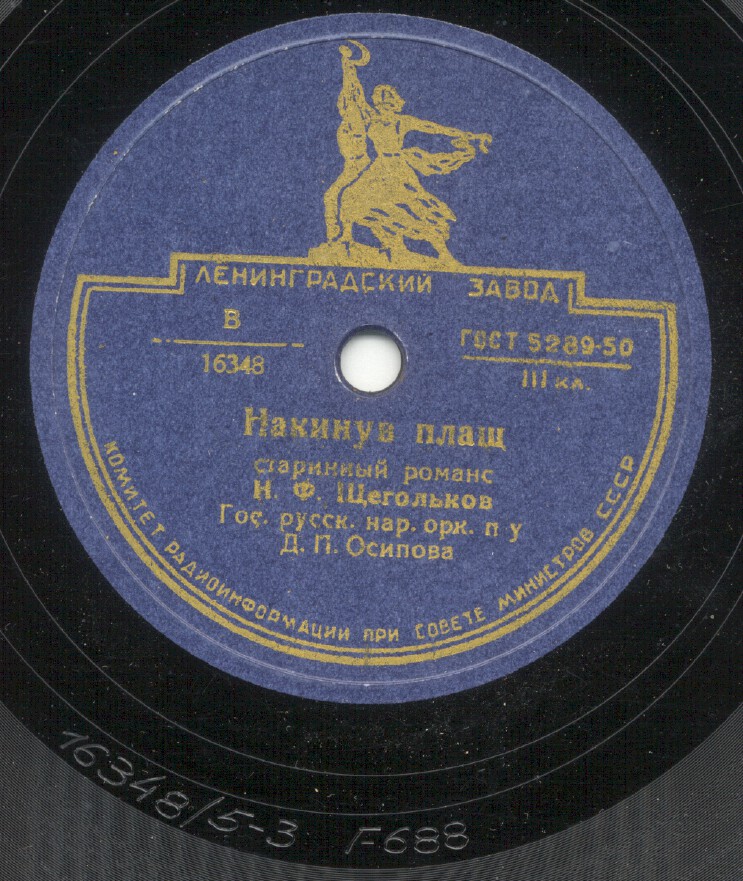 ЛЕНИНГРАДСКИЙ ЗАВОД
В
16348
ГОСТ 5289-50
III кл.
Накинув плащ
старинный романс
Н. Ф. Щегольков
Гос. русск. нар. орк. п у
Д. П. Осипова
КОМИТЕТ РАДИОИНФОРМАЦИИ ПРИ СОВЕТЕ МИНИСТРОВ СССР
16348/5-3 F688